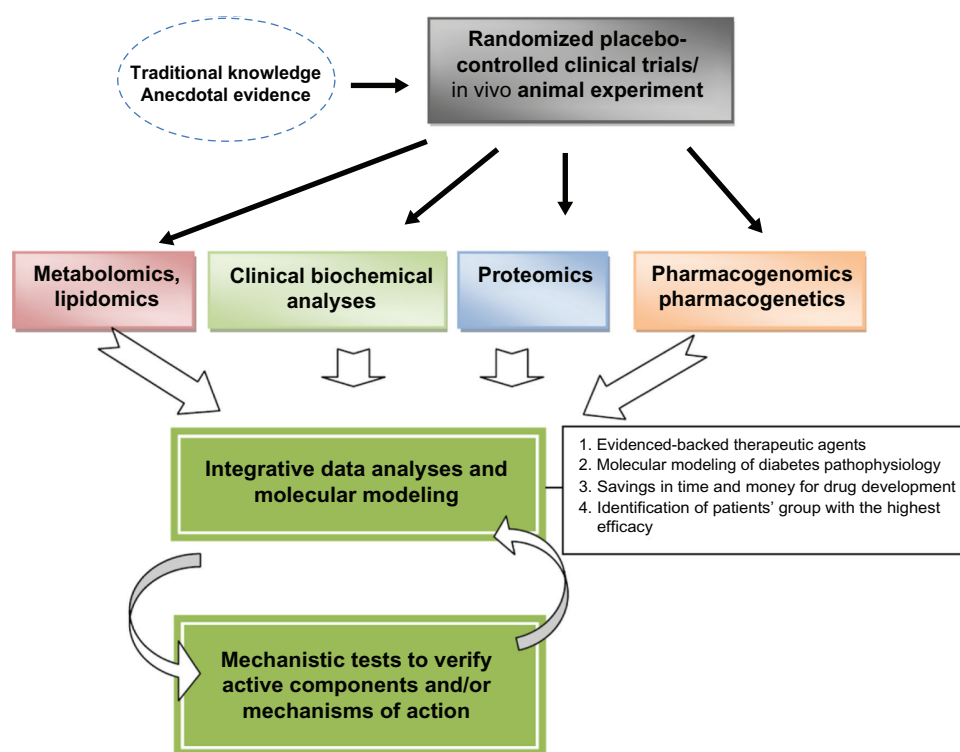 Traditional knowledge
Anecdotal evidence
Randomized placebo-
controlled clinical trials/
in vivo animal experiment
Metabolomics,
lipidomics
Clinical biochemical
analyses
Proteomics
Pharmacogenomics
pharmacogenetics
Integrative data analyses and
molecular modeling
1. Evidenced-backed therapeutic agents
2. Molecular modeling of diabetes pathophysiology
3. Savings in time and money for drug development
4. Identification of patients’ group with the highest
efficacy
Mechanistic tests to verify
active components and/or
mechanisms of action